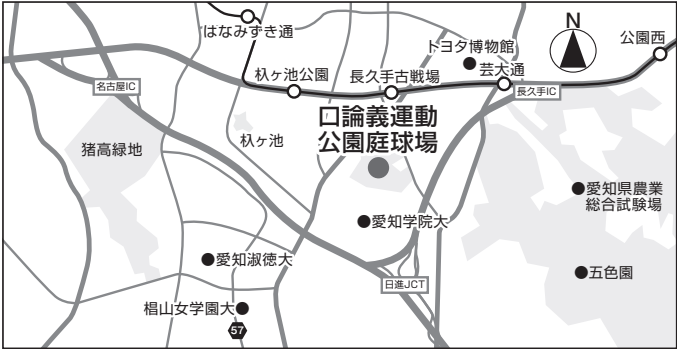 はなみずき通
N
公園西
トヨタ博物館
芸大通
杁ヶ池公園
長久手古戦場
名古屋IC
長久手IC
口論義運動
公園庭球場
杁ヶ池
猪高緑地
愛知県農業
総合試験場
愛知学院大
愛知淑徳大
五色園
日進JCT
椙山女学園大
57